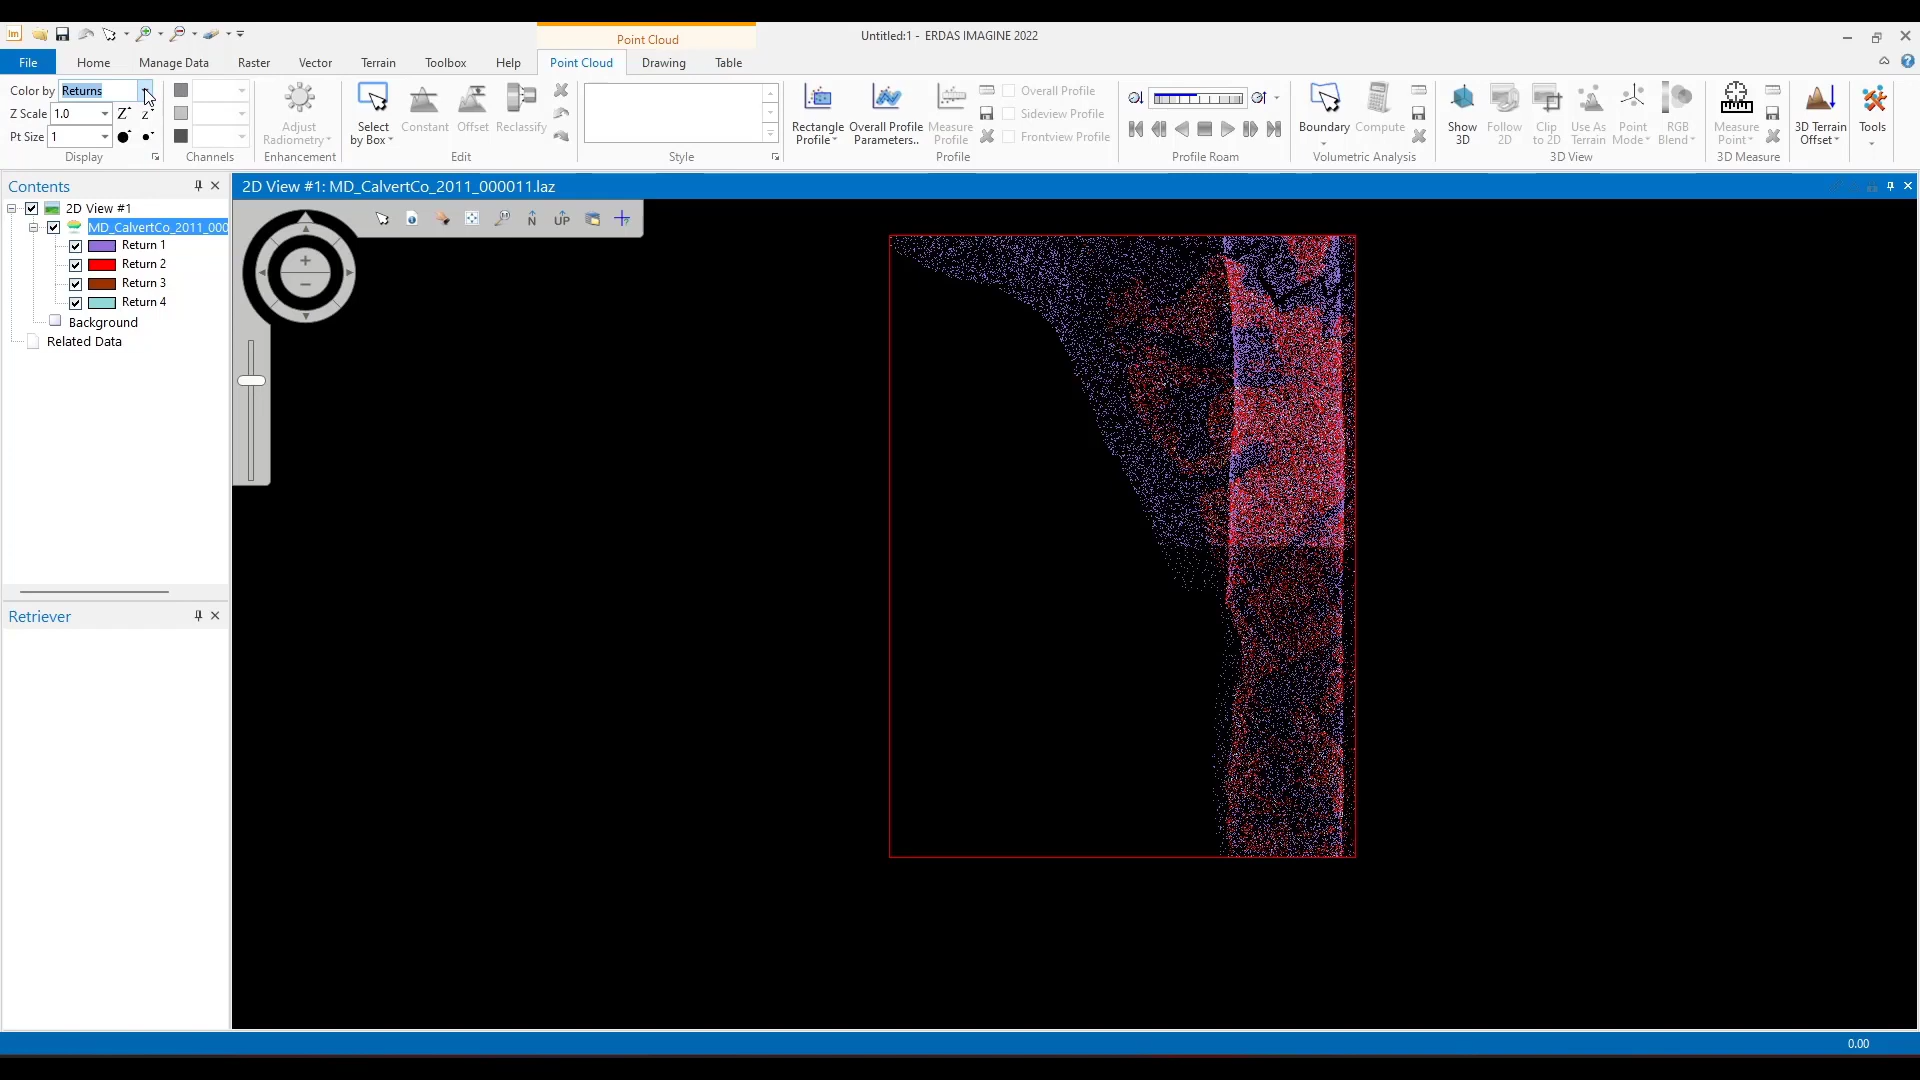 Im
Point Cloud
Untitled:1 - ERDAS IMAGINE 2022
File
Home
Manage Data
Raster
Vector
Terrain
Toolbox
Help
Point Cloud
Drawing
Table
Color by
Returns
Z Scale
1.0
Pt Size
1
Display
Channels
Adjust
Radiometry
Enhancement
Select
by Box
Constant
Offset
Reclassify
Edit
Style
Rectangle
Profile
Overall Profile
Parameters..
Measure
Profile
Overall Profile
Sideview Profile
Frontview Profile
Profile
Profile Roam
Boundary
Compute
Volumetric Analysis
Show
3D
Follow
2D
Clip
to 2D
Use As
Terrain
Point
Mode
RGB
Blend
3D View
Measure
Point
3D Measure
3D Terrain
Offset
Tools
Contents
2D View #1
MD_CalvertCo_2011_000
Return 1
Return 2
Return 3
Return 4
Background
Related Data
Retriever
2D View #1: MD_CalvertCo_2011_000011.laz
N
UP
0.00